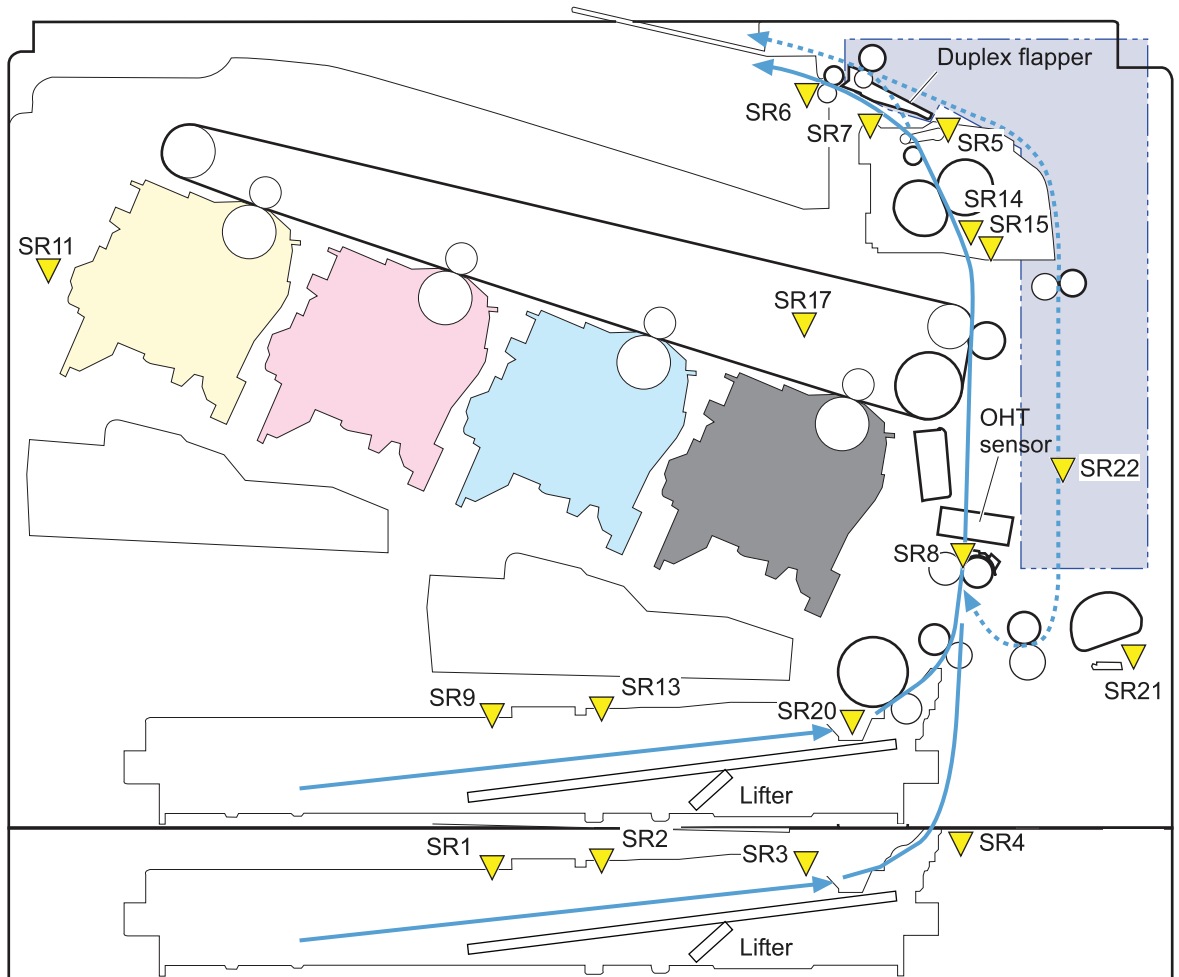 Duplex flapper
SR6
SR7
SR5
SR14
SR15
SR11
SR17
OHT
sensor
SR22
SR8
SR21
SR9
SR13
SR20
Lifter
SR1
SR2
SR3
SR4
Lifter